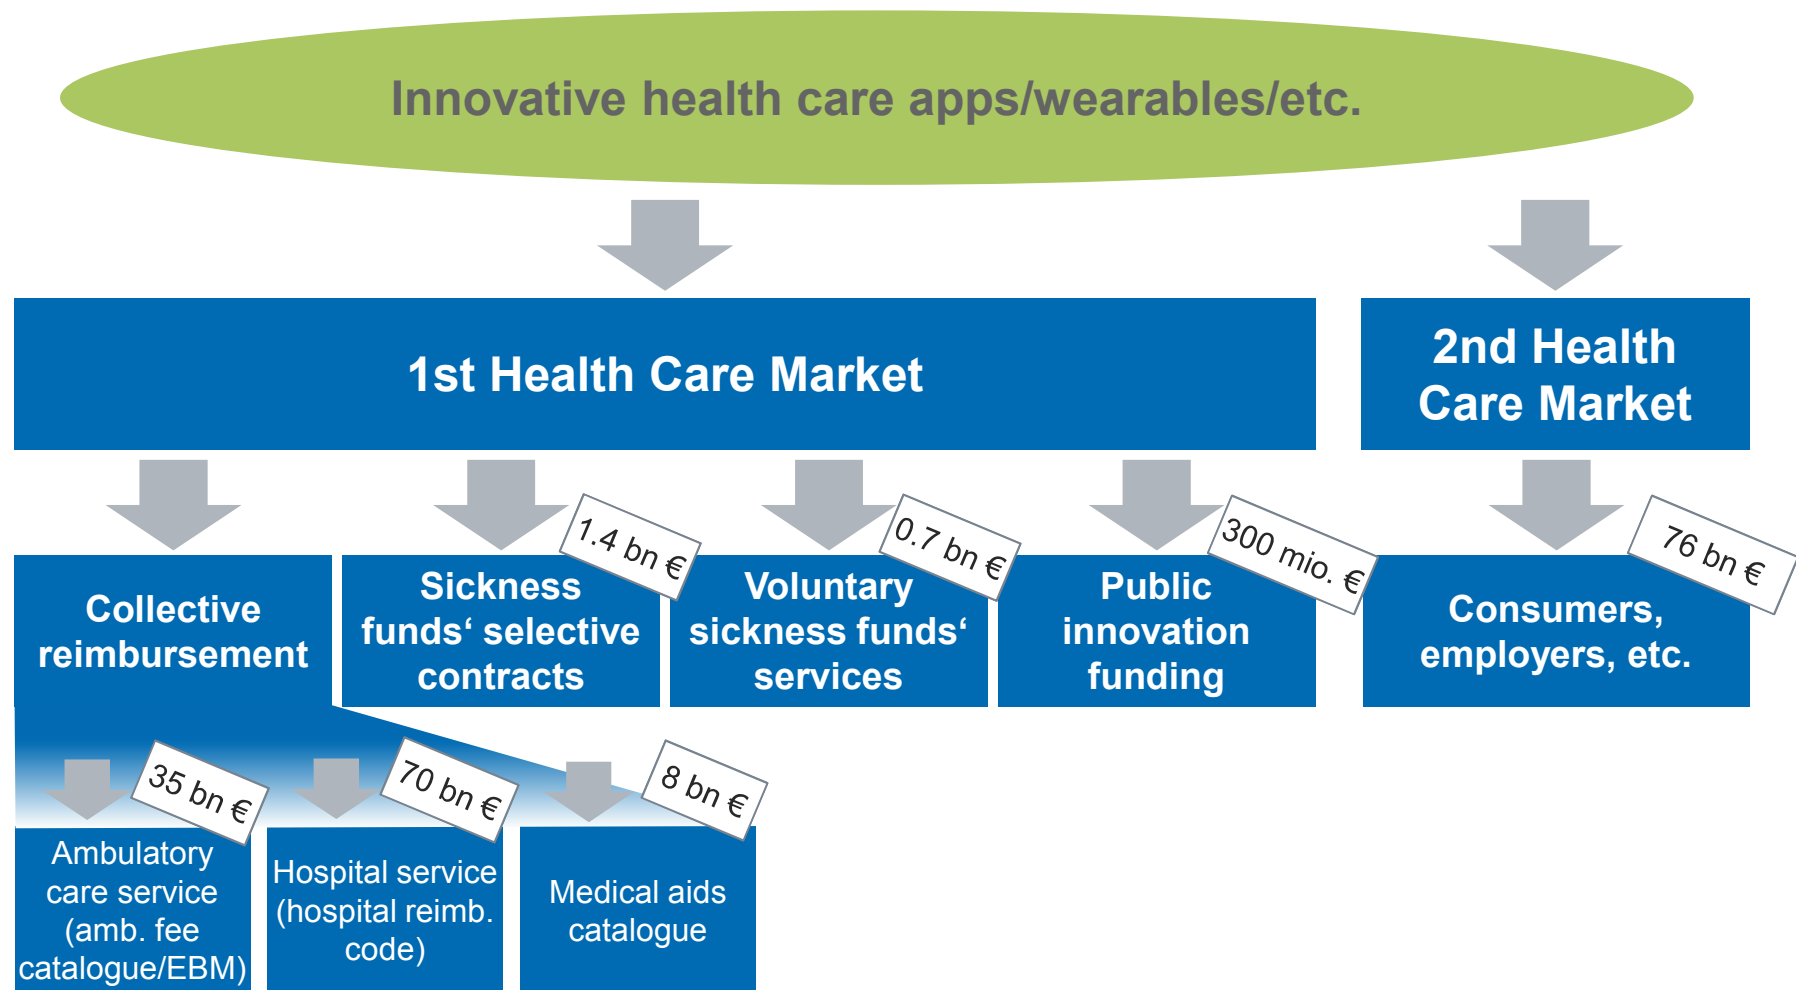 Innovative health care apps/wearables/etc.
1st Health Care Market
2nd Health
Care Market
Collective
reimbursement
1.4 bn €
Sickness
funds‘ selective
contracts
0.7 bn €
Voluntary
sickness funds‘
services
300 mio. €
Public
innovation
funding
76 bn €
Consumers,
employers, etc.
35 bn €
Ambulatory
care service
(amb. fee
catalogue/EBM)
70 bn €
Hospital service
(hospital reimb.
code)
8 bn €
Medical aids
catalogue